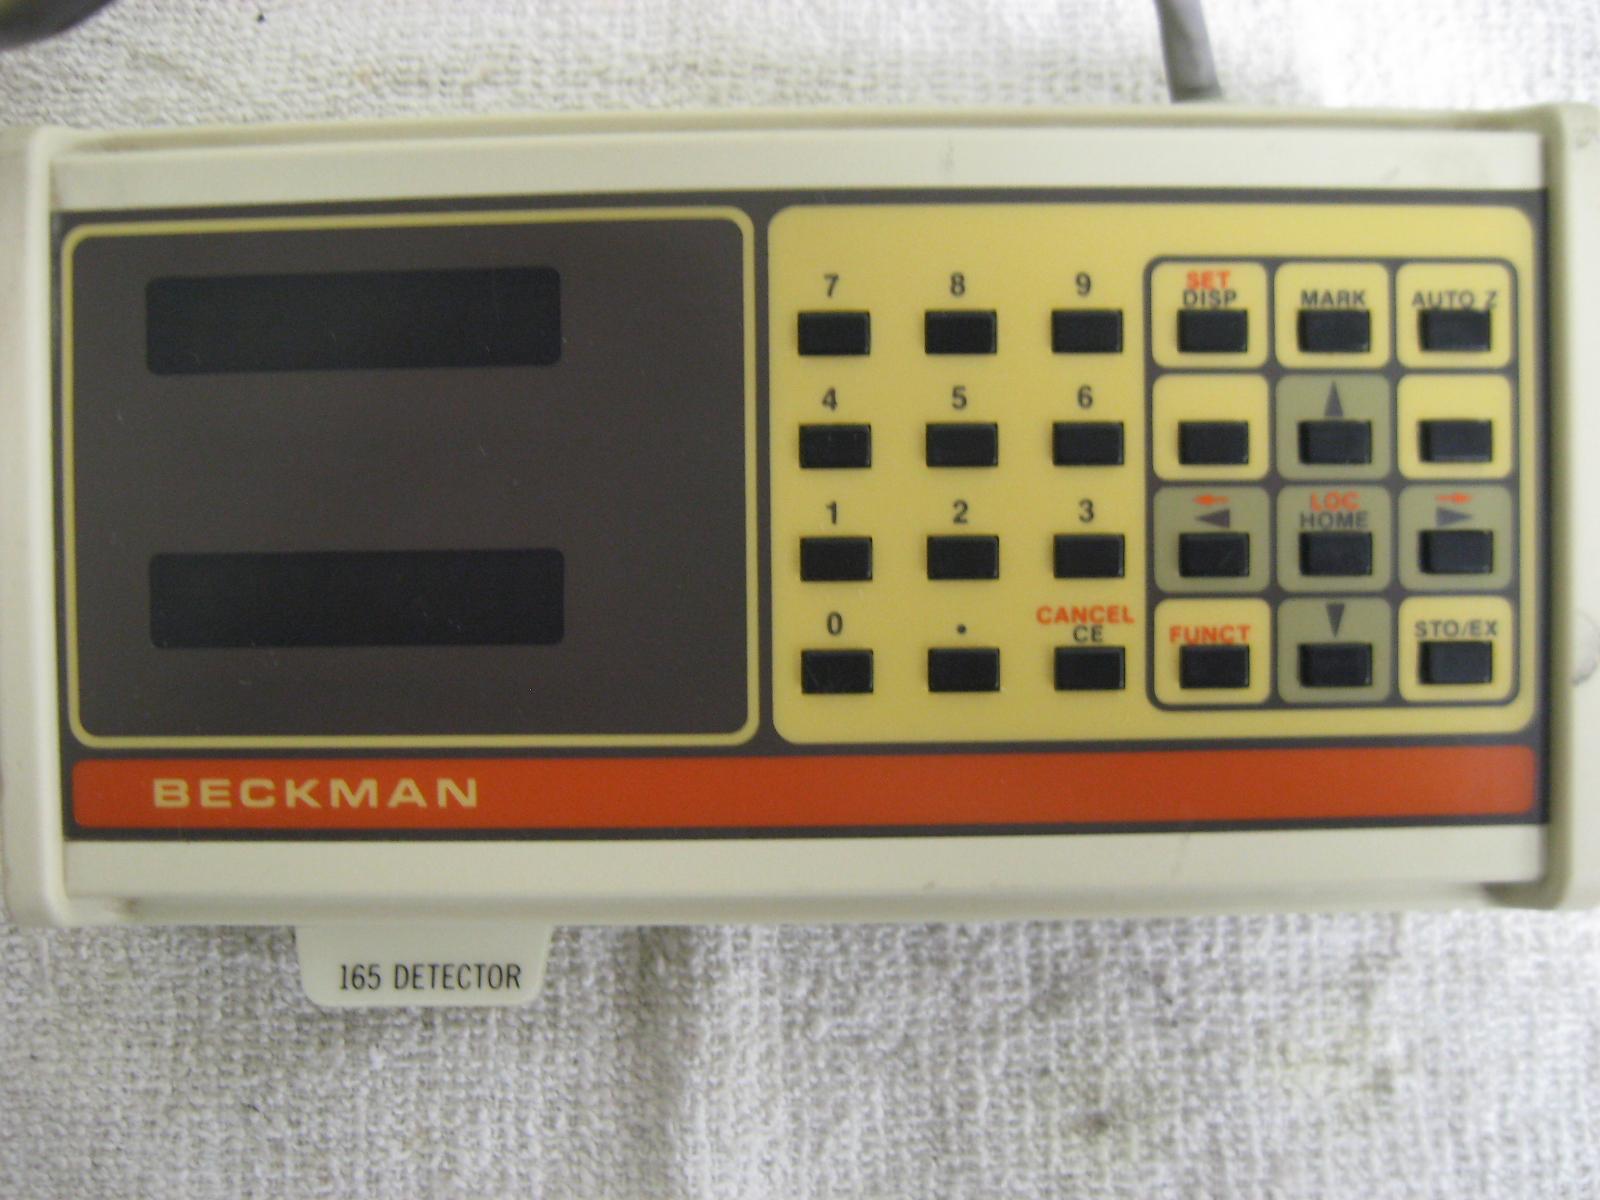 7 8 9
SET
DISP MARK AUTO Z
4 5 6
1 2 3
LOC
HOME
0 .
CANCEL
CE
FUNCT
STO/EX
BECKMAN
165 DETECTOR